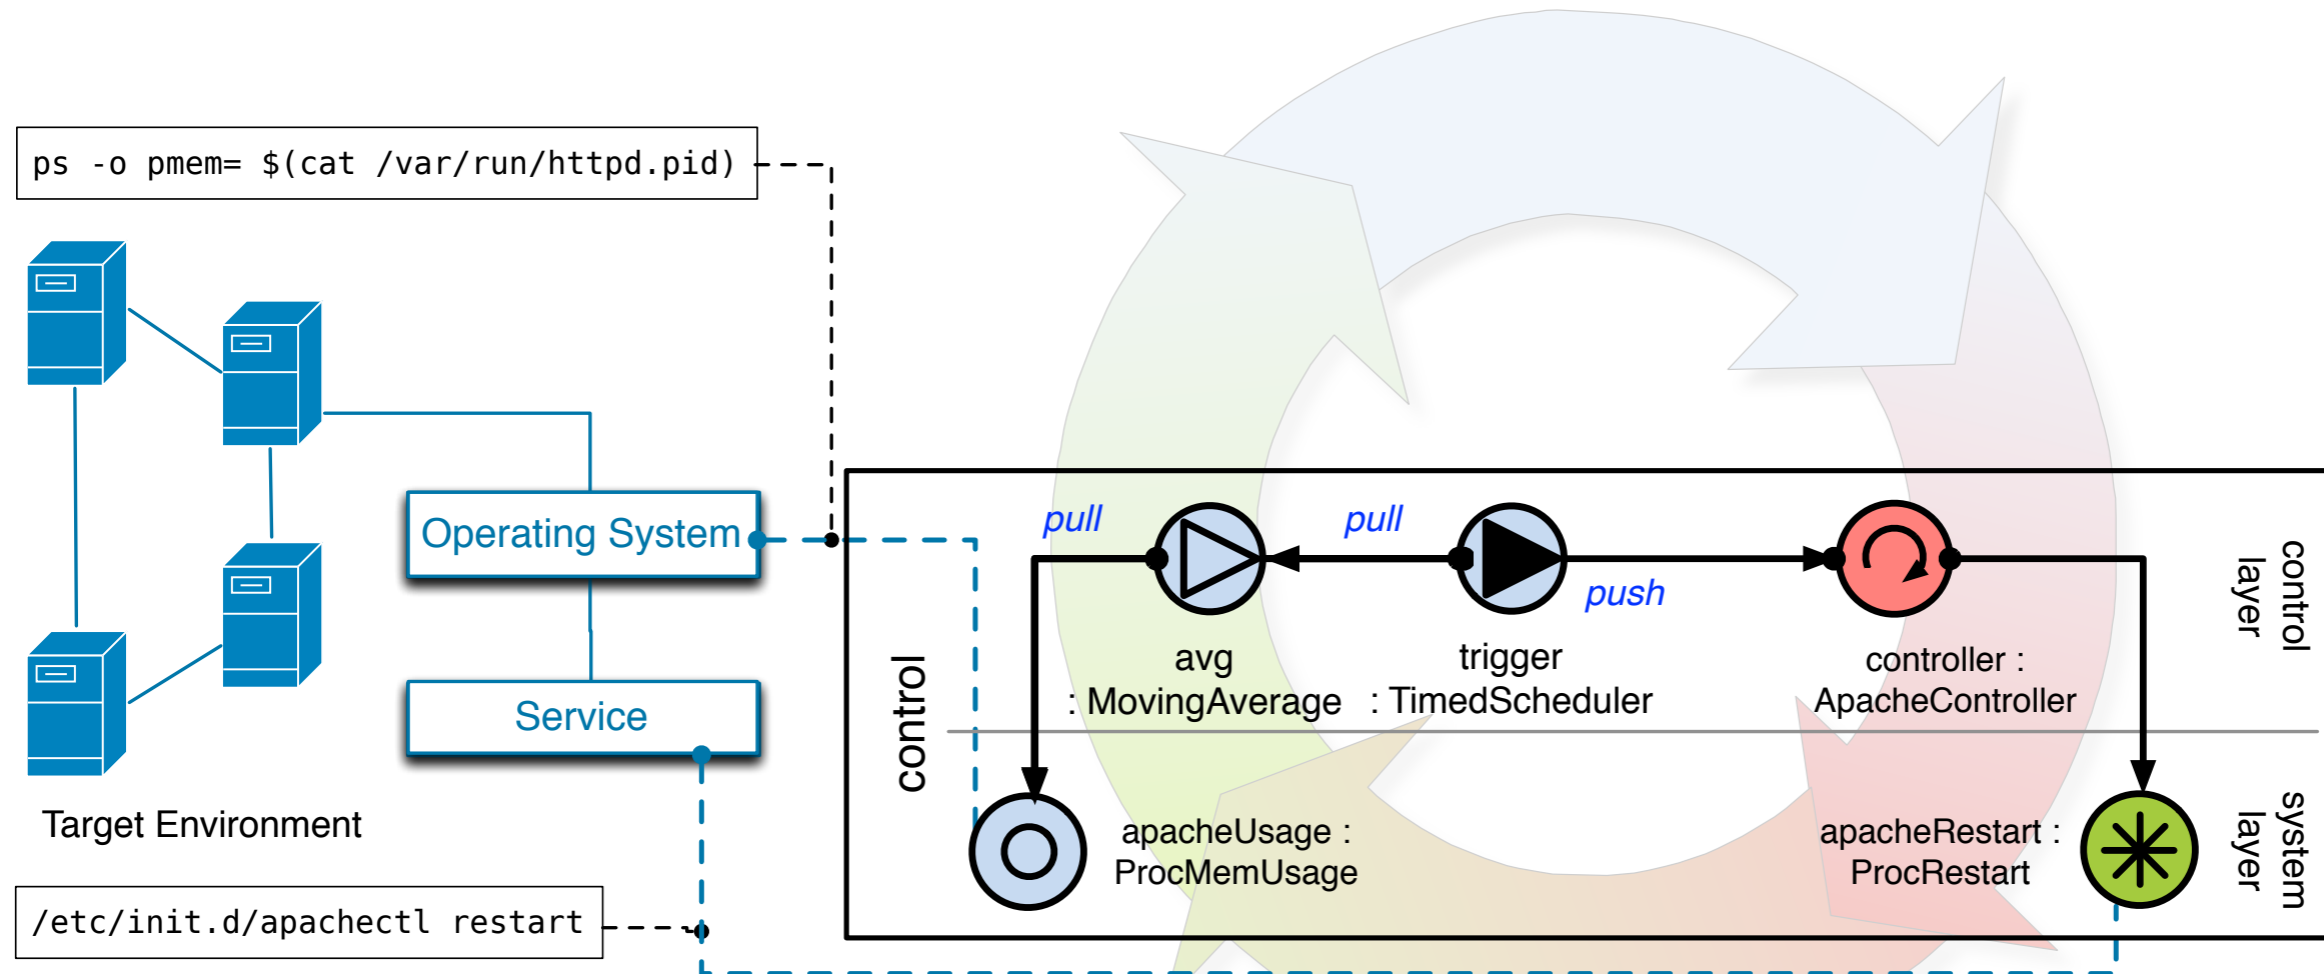 ps -o pmem= $(cat /var/run/httpd.pid)
Operating System
Service
Target Environment
/etc/init.d/apachectl restart
control
pull
pull
push
avg
: MovingAverage
trigger
: TimedScheduler
controller :
ApacheController
control
layer
apacheUsage :
ProcMemUsage
apacheRestart :
ProcRestart
system
layer